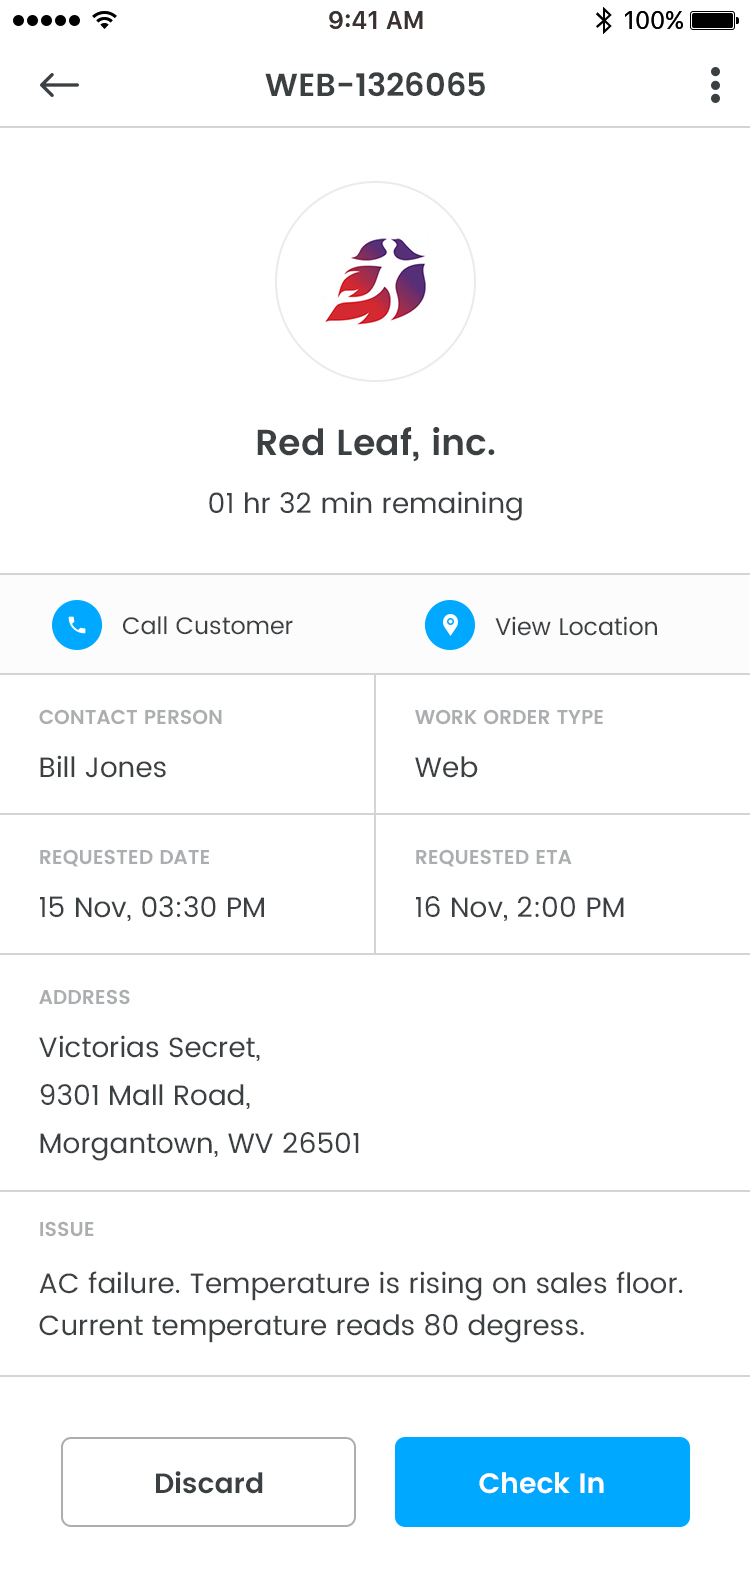 9:41 AM
100%
WEB-1326065
Red Leaf, inc.
01 hr 32 min remaining
Call Customer
View Location
CONTACT PERSON
WORK ORDER TYPE
Bill Jones
Web
REQUESTED DATE
REQUESTED ETA
15 Nov, 03:30 PM
16 Nov, 2:00 PM
ADDRESS
Victorias Secret,
9301 Mall Road,
Morgantown, WV 26501
ISSUE
AC failure. Temperature is rising on sales floor.
Current temperature reads 80 degress.
Discard
Check In